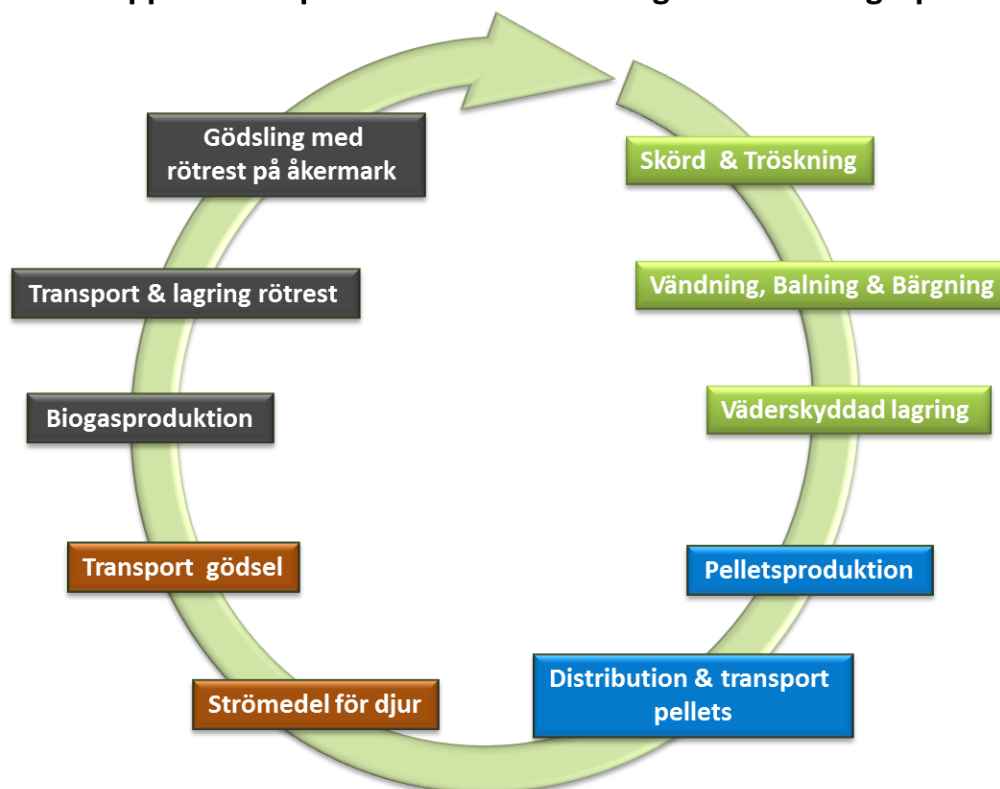 Gödsling med
rötrest på åkermark
Skörd & Tröskning
Transport & lagring rötrest
Vändning, Balning & Bärgning
Biogasproduktion
Väderskyddad lagring
Transport gödsel
Pelletsproduktion
Strömedel för djur
Distribution & transport
pellets